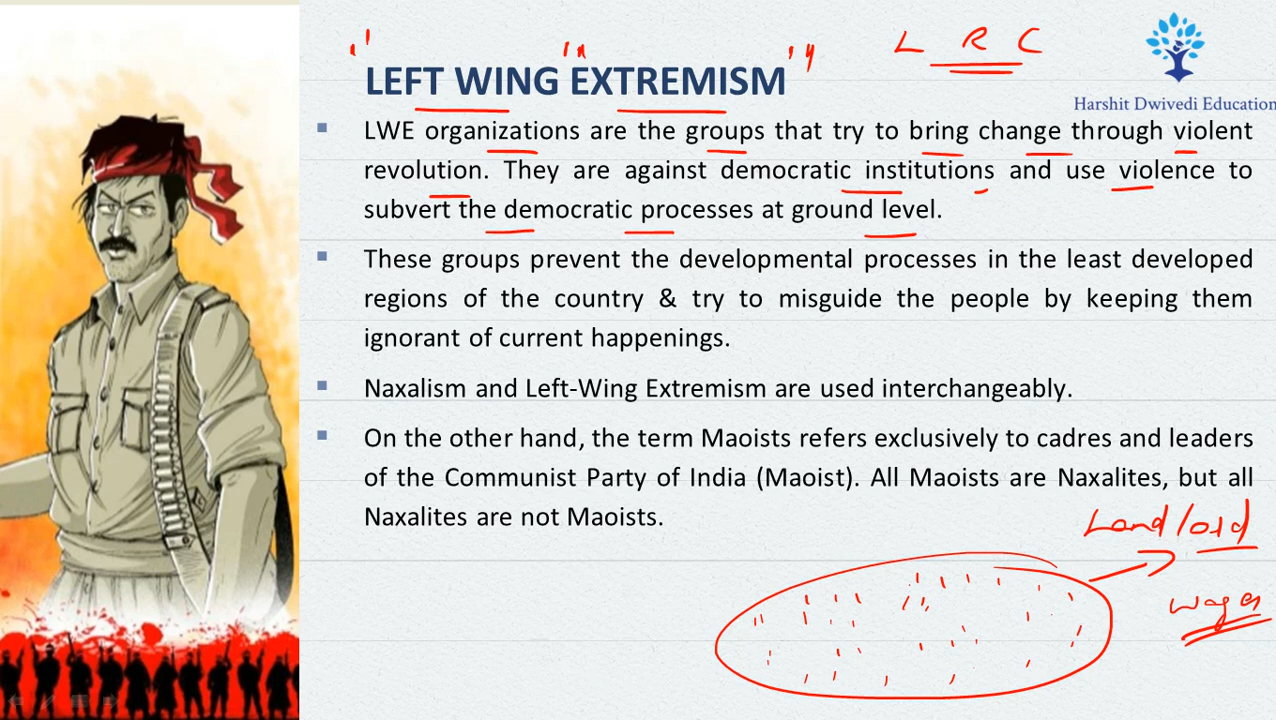 L R C
LEFT WING EXTREMISM
Harshit Dwivedi Education
▪ LWE organizations are the groups that try to bring change through violent
revolution. They are against democratic institutions and use violence to
subvert the democratic processes at ground level.
▪ These groups prevent the developmental processes in the least developed
regions of the country & try to misguide the people by keeping them
ignorant of current happenings.
▪ Naxalism and Left-Wing Extremism are used interchangeably.
▪ On the other hand, the term Maoists refers exclusively to cadres and leaders
of the Communist Party of India (Maoist). All Maoists are Naxalites, but all
Naxalites are not Maoists.
Landlord
wages